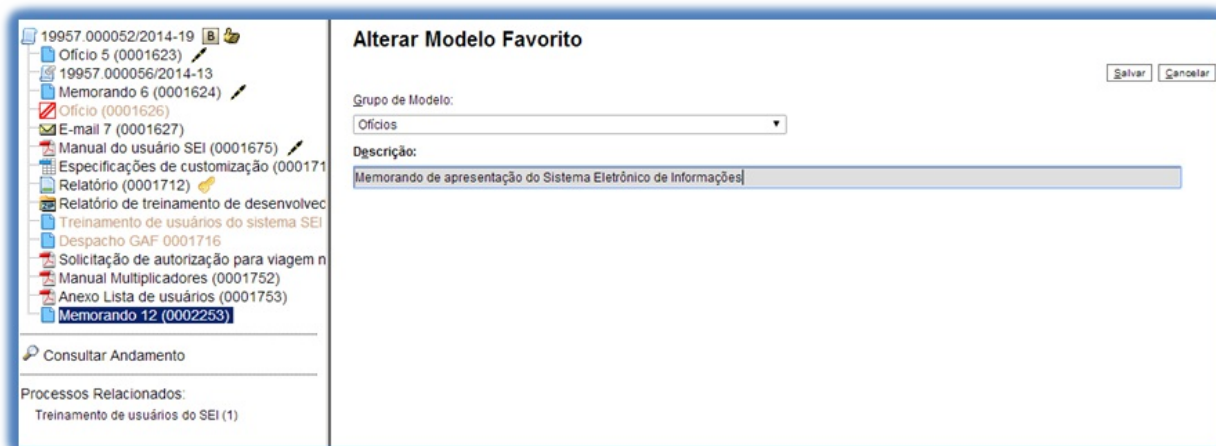 19957.000052/2014-19 B
Ofício 5 (0001623)
19957.000056/2014-13
Memorando 6 (0001624)
Ofício (0001626)
E-mail 7 (0001627)
Manual do usuário SEI (0001675)
Especificações de customização (000171
Relatório (0001712)
Relatório de treinamento de desenvolvec
Treinamento de usuários do sistema SEI
Despacho GAF 0001716
Solicitação de autorização para viagem n
Manual Multiplicadores (0001752)
Anexo Lista de usuários (0001753)
Memorando 12 (0002253)
Consultar Andamento
Processos Relacionados:
Treinamento de usuários do SEI (1)
Alterar Modelo Favorito
Salvar Cancelar
Grupo de Modelo:
Ofícios
Descrição:
Memorando de apresentação do Sistema Eletrônico de Informações